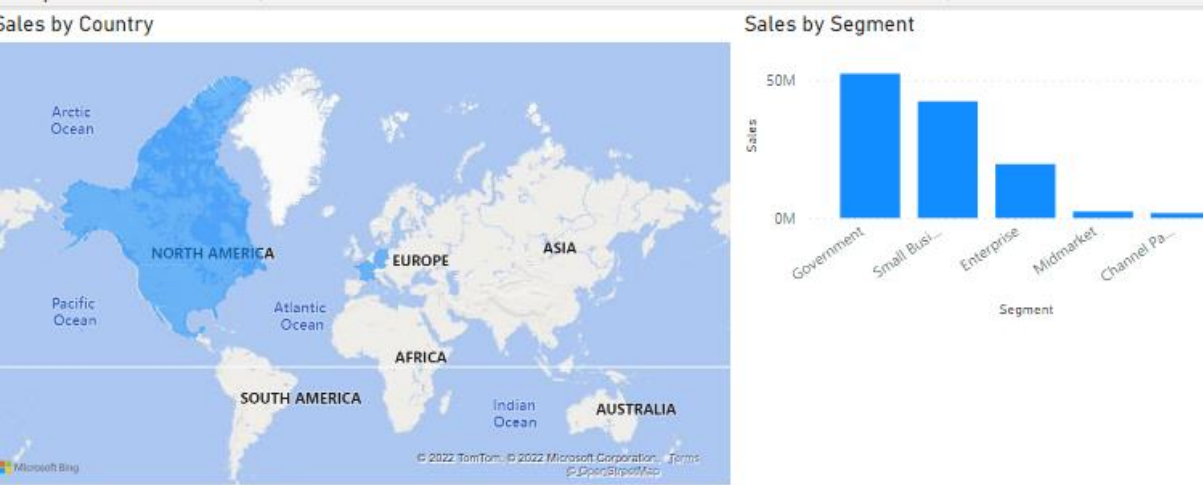 Sales by Country
Arctic
Ocean
NORTH AMERICA
EUROPE
ASIA
Pacific
Ocean
Atlantic
Ocean
AFRICA
SOUTH AMERICA
Indian
Ocean
AUSTRALIA
Microsoft Bing
© 2022 TomTom, © 2022 Microsoft Corporation, Terms
© OpenStreetMap
Sales by Segment
50M
Sales
0M
Government
Small Busi...
Enterprise
Midmarket
Channel Pa...
Segment